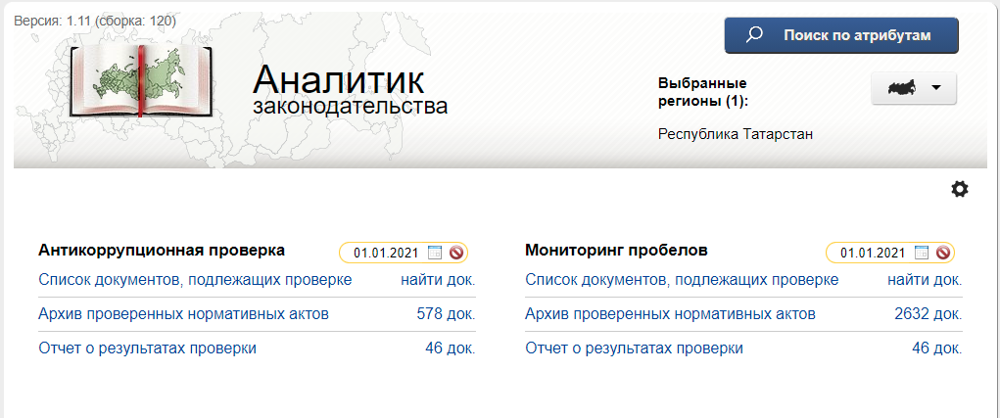 Версия: 1.11 (сборка: 120)
Аналитик
законодательства
Поиск по атрибутам
Выбранные
регионы (1):
Республика Татарстан
Антикоррупционная проверка 01.01.2021
Список документов, подлежащих проверке найти док.
Архив проверенных нормативных актов 578 док.
Отчет о результатах проверки 46 док.
Мониторинг пробелов 01.01.2021
Список документов, подлежащих проверке найти док.
Архив проверенных нормативных актов 2632 док.
Отчет о результатах проверки 46 док.